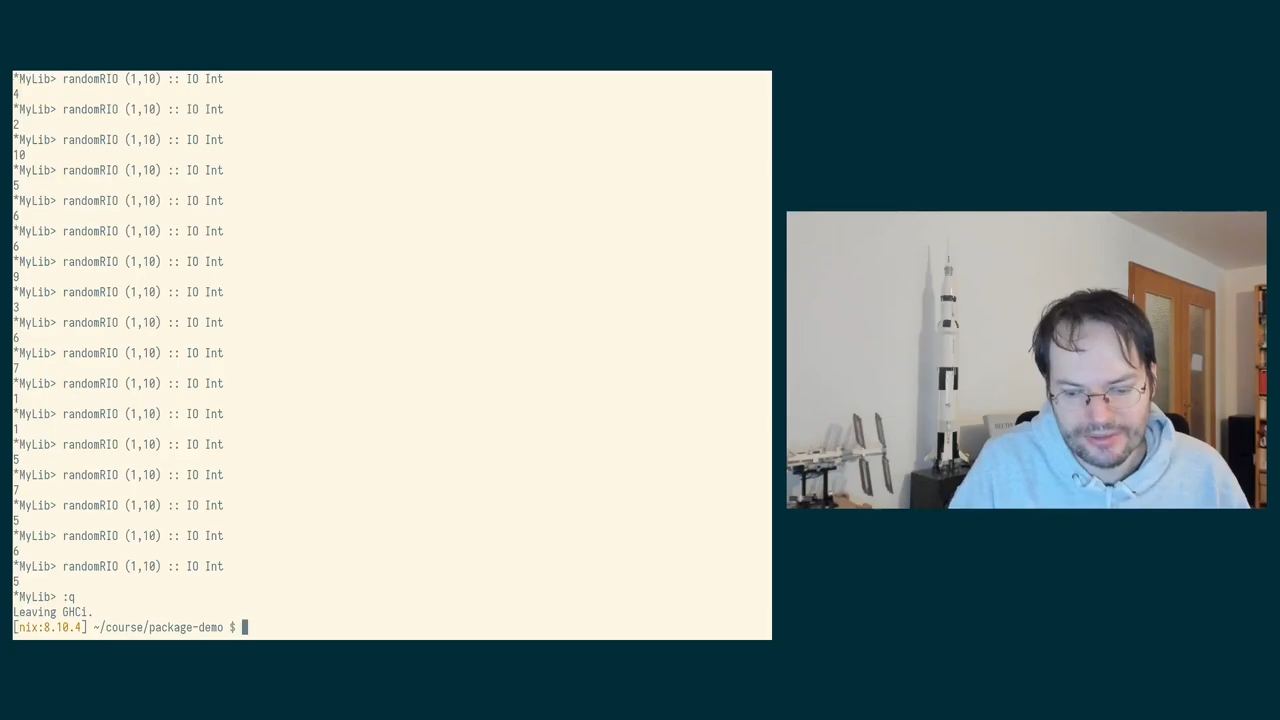 *MyLib> randomRIO (1,10) :: IO Int
4
*MyLib> randomRIO (1,10) :: IO Int
2
*MyLib> randomRIO (1,10) :: IO Int
10
*MyLib> randomRIO (1,10) :: IO Int
5
*MyLib> randomRIO (1,10) :: IO Int
6
*MyLib> randomRIO (1,10) :: IO Int
6
*MyLib> randomRIO (1,10) :: IO Int
9
*MyLib> randomRIO (1,10) :: IO Int
3
*MyLib> randomRIO (1,10) :: IO Int
6
*MyLib> randomRIO (1,10) :: IO Int
7
*MyLib> randomRIO (1,10) :: IO Int
1
*MyLib> randomRIO (1,10) :: IO Int
1
*MyLib> randomRIO (1,10) :: IO Int
5
*MyLib> randomRIO (1,10) :: IO Int
7
*MyLib> randomRIO (1,10) :: IO Int
5
*MyLib> randomRIO (1,10) :: IO Int
6
*MyLib> randomRIO (1,10) :: IO Int
5
*MyLib> :q
Leaving GHCi.
[nix:8.10.4] ~/course/package-demo $